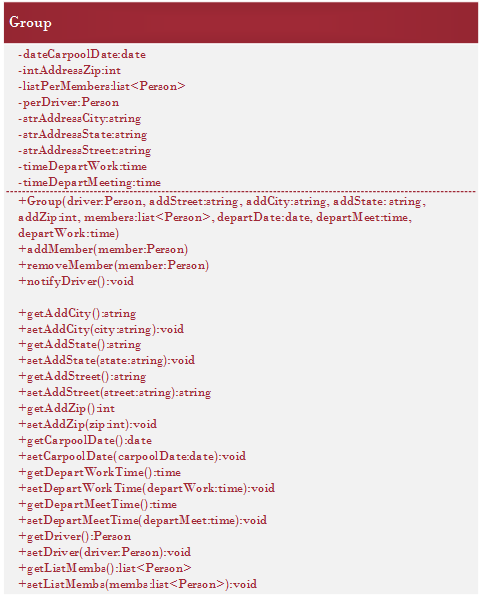 Group
-dateCarpoolDate:date
-intAddressZip:int
-listPerMembers:list<Person>
-perDriver:Person
-strAddressCity:string
-strAddressState:string
-strAddressStreet:string
-timeDepartWork:time
-timeDepartMeeting:time
+Group(driver:Person, addStreet:string, addCity:string, addState: string,
addZip:int, members:list<Person>, departDate:date, departMeet:time,
departWork:time)
+addMember(member:Person)
+removeMember(member:Person)
+notifyDriver():void
+getAddCity():string
+setAddCity(city:string):void
+getAddState():string
+setAddState(state:string):void
+getAddStreet():string
+setAddStreet(street:string):string
+getAddZip():int
+setAddZip(zip:int):void
+getCarpoolDate():date
+setCarpoolDate(carpoolDate:date):void
+getDepartWorkTime():time
+setDepartWorkTime(departWork:time):void
+getDepartMeetTime():time
+setDepartMeetTime(departMeet:time):void
+getDriver():Person
+setDriver(driver:Person):void
+getListMembs():list<Person>
+setListMembs(membs:list<Person>):void